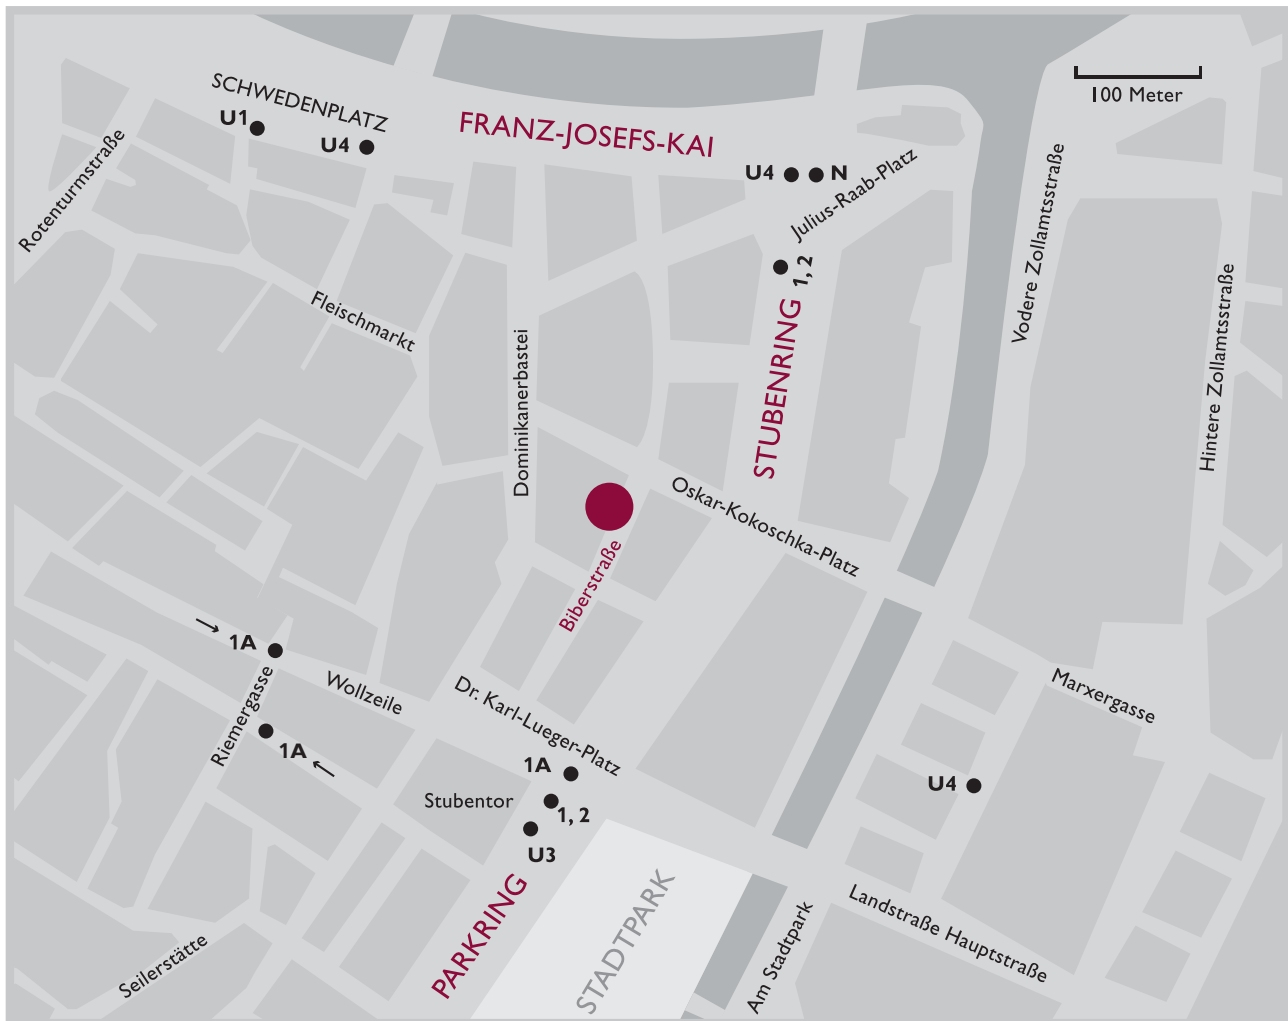 SCHWEDENPLATZ
U1
U4
FRANZ-JOSEFS-KAI
100 Meter
Rotenturmstraße
U4
N
Julius-Raab-Platz
1, 2
Vodere Zollamtsstraße
Hintere Zollamtsstraße
Fleischmarkt
Dominikanerbastei
STUBENRING
Oskar-Kokoschka-Platz
Biberstraße
→
1A
Wollzeile
Riemergasse
1A
←
Dr. Karl-Lueger-Platz
1A
Stubentor
1, 2
U3
Marxergasse
U4
PARKRING
STADTPARK
Am Stadtpark
Landstraße Hauptstraße
Seilerstätte